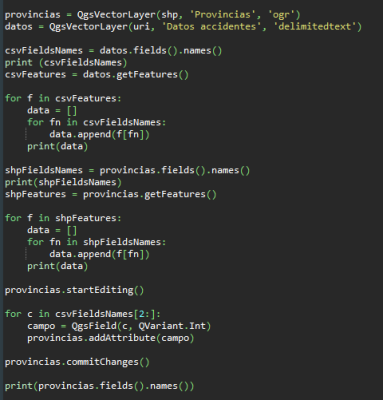 provincias = QgsVectorLayer(shp, 'Provincias', 'ogr')
datos = QgsVectorLayer(uri, 'Datos accidentes', 'delimitedtext')
csvFieldsNames = datos.fields().names()
print (csvFieldsNames)
csvFeatures = datos.getFeatures()
for f in csvFeatures:
    data = []
    for fn in csvFieldsNames:
        data.append(f[fn])
    print(data)
shpFieldsNames = provincias.fields().names()
print(shpFieldsNames)
shpFeatures = provincias.getFeatures()
for f in shpFeatures:
    data = []
    for fn in shpFieldsNames:
        data.append(f[fn])
    print(data)
provincias.startEditing()
for c in csvFieldsNames[2:]:
    campo = QgsField(c, QVariant.Int)
    provincias.addAttribute(campo)
provincias.commitChanges()
print(provincias.fields().names())